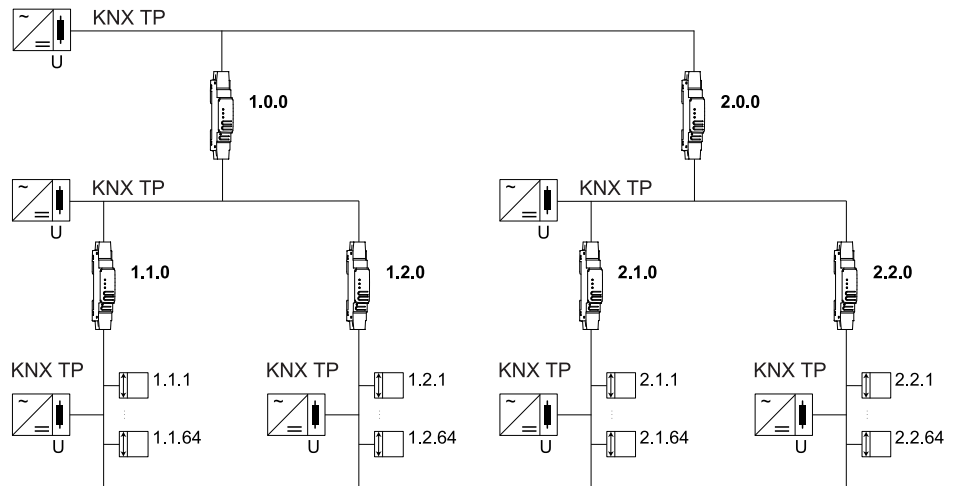 KNX TP
~
U
1.0.0
2.0.0
KNX TP
~
U
KNX TP
~
U
1.1.0
1.2.0
2.1.0
2.2.0
KNX TP
~
U
1.1.1
1.1.64
KNX TP
~
U
1.2.1
1.2.64
KNX TP
~
U
2.1.1
2.1.64
KNX TP
~
U
2.2.1
2.2.64